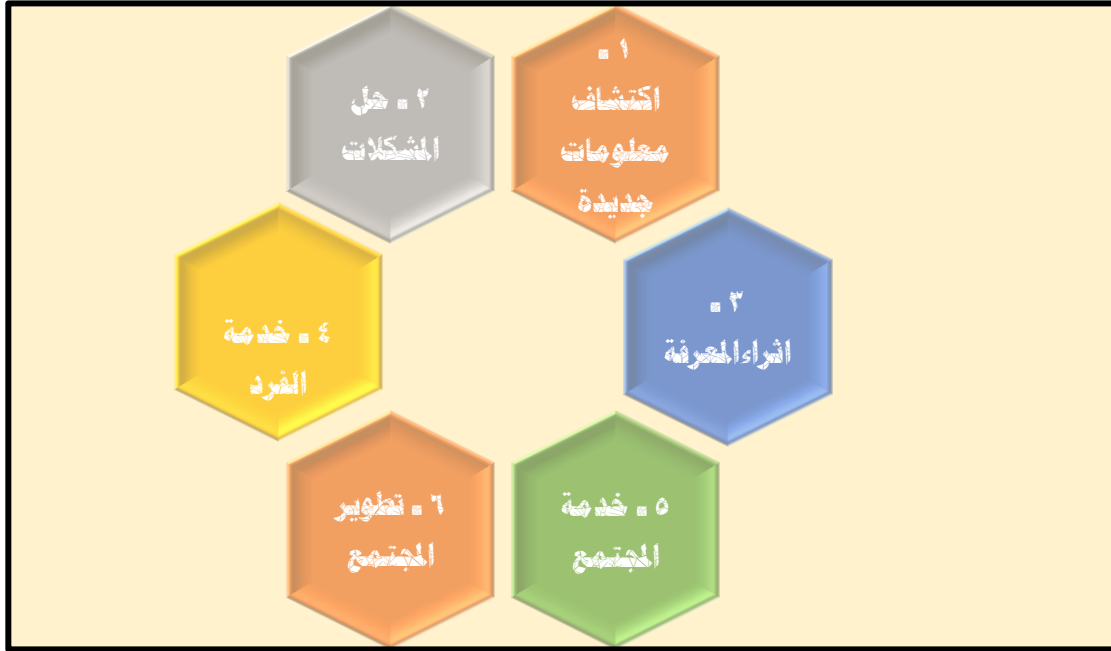 ١ .
اكتشاف
معلومات
جديدة
٢ . حل
المشكلات
٣ .
اثراءالمعرفة
٤ . خدمة
الفرد
٥ . خدمة
المجتمع
٦ . تطوير
المجتمع